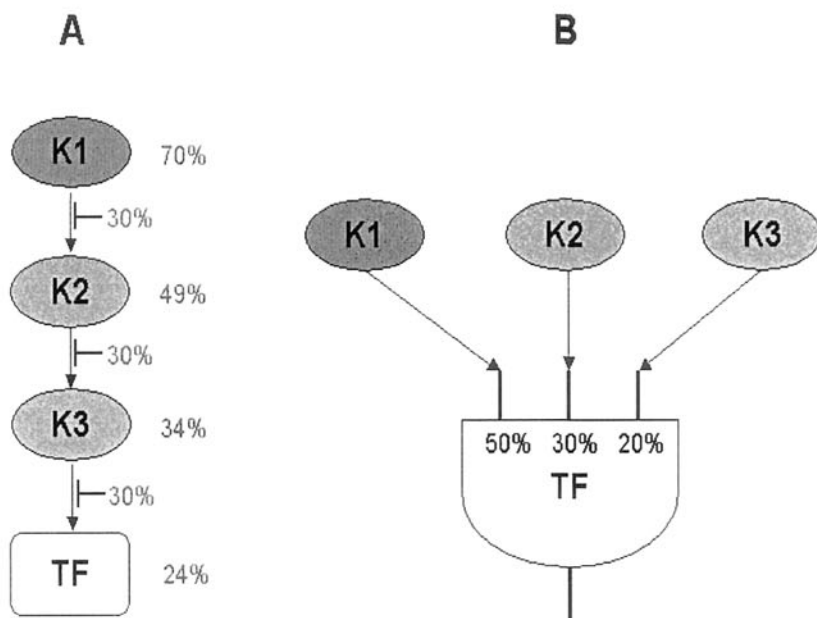 A
K1 70%
30%
K2 49%
30%
K3 34%
30%
TF 24%
B
K1 K2 K3
50% 30% 20%
TF